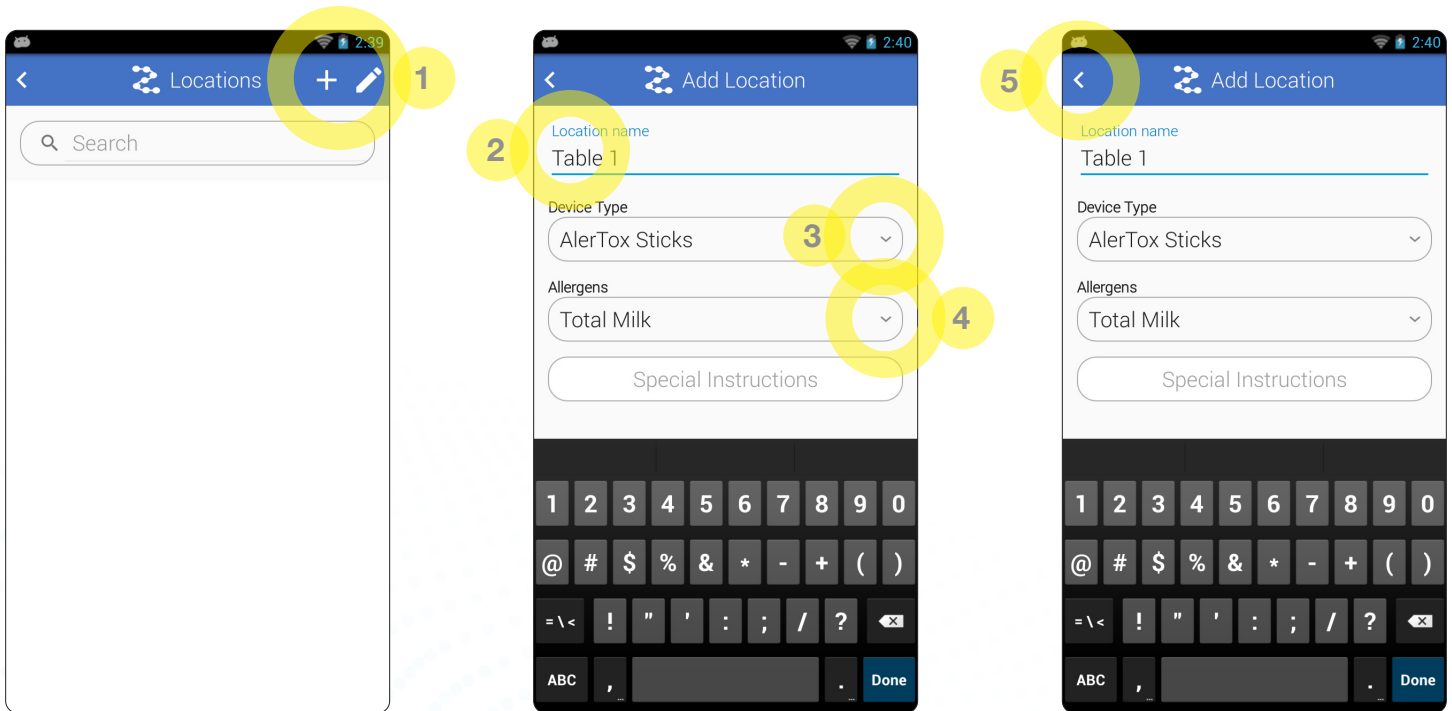 2:39
Locations
1
Search
2:40
Add Location
2
Location name
Table 1
Device Type
AlerTox Sticks
3
Allergens
Total Milk
4
Special Instructions
1 2 3 4 5 6 7 8 9 0
@ # $ % & * - + ( )
= \ < ! " ' : ; / ?
ABC , ... . ... Done
2:40
5
Add Location
Location name
Table 1
Device Type
AlerTox Sticks
Allergens
Total Milk
Special Instructions
1 2 3 4 5 6 7 8 9 0
@ # $ % & * - + ( )
= \ < ! " ' : ; / ?
ABC , ... . ... Done